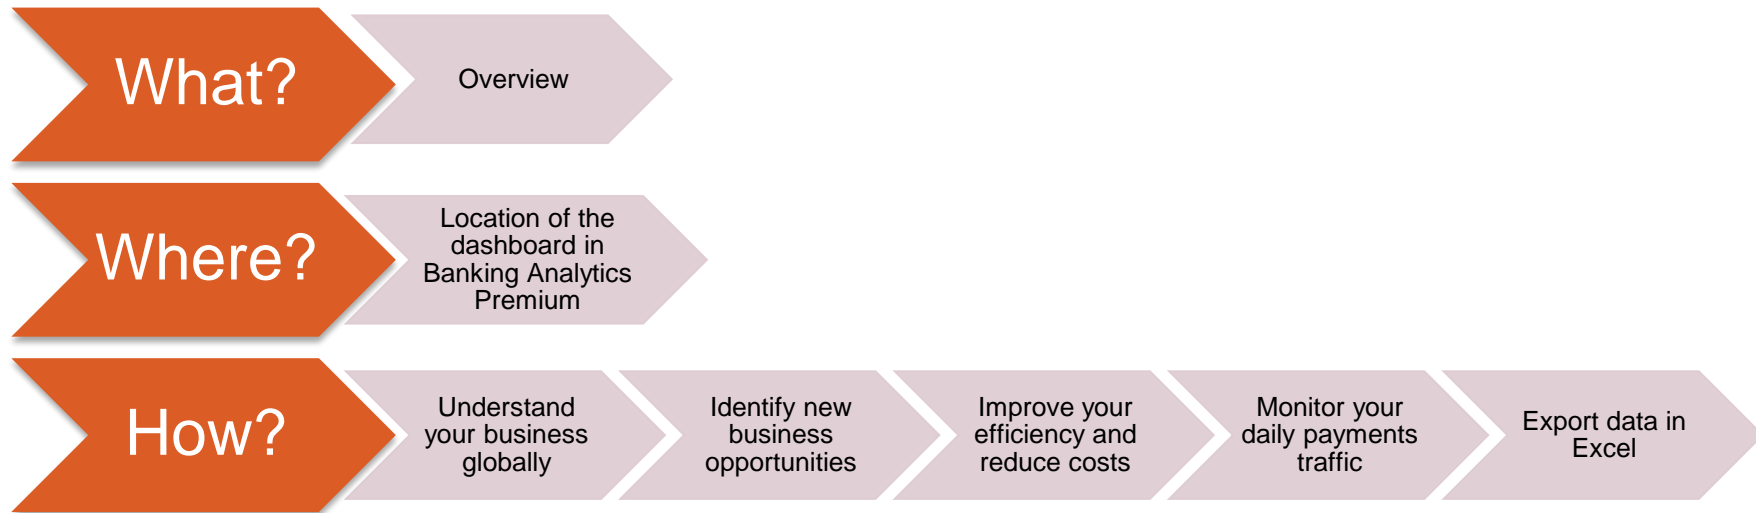 What?
Overview
Where?
Location of the
dashboard in
Banking Analytics
Premium
How?
Understand
your business
globally
Identify new
business
opportunities
Improve your
efficiency and
reduce costs
Monitor your
daily payments
traffic
Export data in
Excel